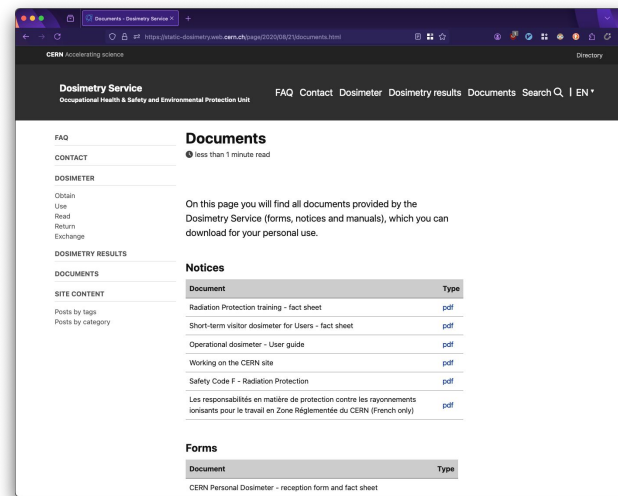 Documents - Dosimetry Service
https://static-dosimetry.web.cern.ch/page/2020/08/21/documents.html
CERN Accelerating science
Directory
Dosimetry Service
Occupational Health & Safety and Environmental Protection Unit
FAQ Contact Dosimeter Dosimetry results Documents Search | EN
FAQ
CONTACT
DOSIMETER
Obtain
Use
Read
Return
Exchange
DOSIMETRY RESULTS
DOCUMENTS
SITE CONTENT
Posts by tags
Posts by category
Documents
less than 1 minute read
On this page you will find all documents provided by the
Dosimetry Service (forms, notices and manuals), which you can
download for your personal use.
Notices
Document Type
Radiation Protection training - fact sheet pdf
Short-term visitor dosimeter for Users - fact sheet pdf
Operational dosimeter - User guide pdf
Working on the CERN site pdf
Safety Code F - Radiation Protection pdf
Les responsabilités en matière de protection contre les rayonnements
ionisants pour le travail en Zone Réglementée du CERN (French only) pdf
Forms
Document Type
CERN Personal Dosimeter - reception form and fact sheet